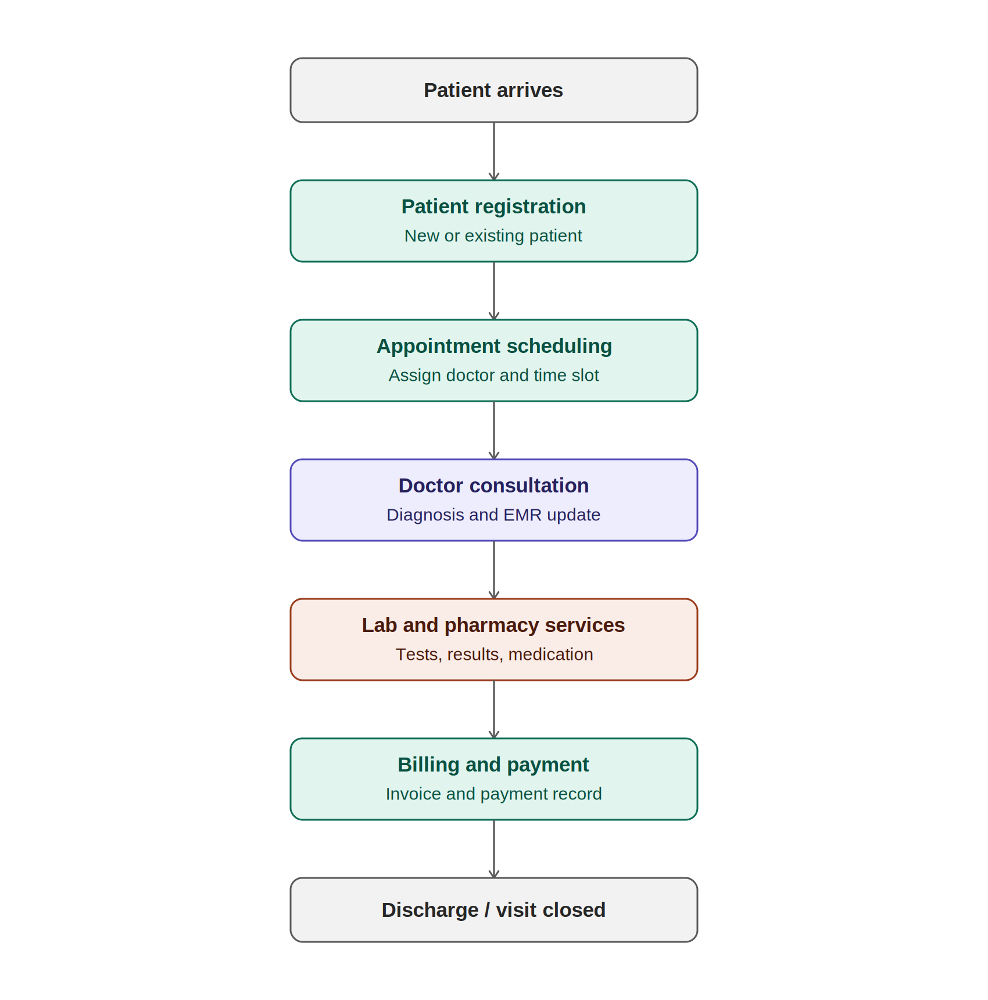 Patient arrives
Patient registration
New or existing patient
Appointment scheduling
Assign doctor and time slot
Doctor consultation
Diagnosis and EMR update
Lab and pharmacy services
Tests, results, medication
Billing and payment
Invoice and payment record
Discharge / visit closed